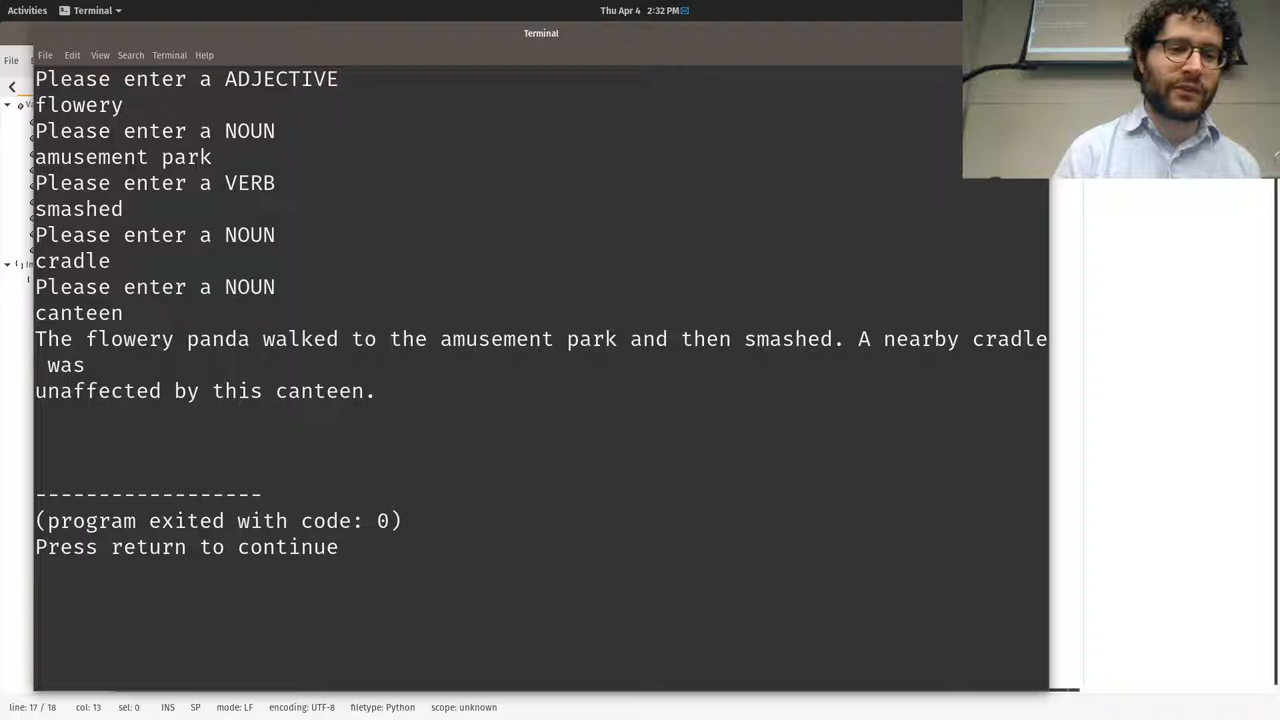 Activities Terminal Thu Apr 4 2:32 PM
Terminal
File Edit View Search Terminal Help
File
Please enter a ADJECTIVE
flowery
Please enter a NOUN
amusement park
Please enter a VERB
smashed
Please enter a NOUN
cradle
Please enter a NOUN
canteen
The flowery panda walked to the amusement park and then smashed. A nearby cradle
was
unaffected by this canteen.
------------------
(program exited with code: 0)
Press return to continue
line: 17 / 18 col: 13 sel: 0 INS SP mode: LF encoding: UTF-8 filetype: Python scope: unknown